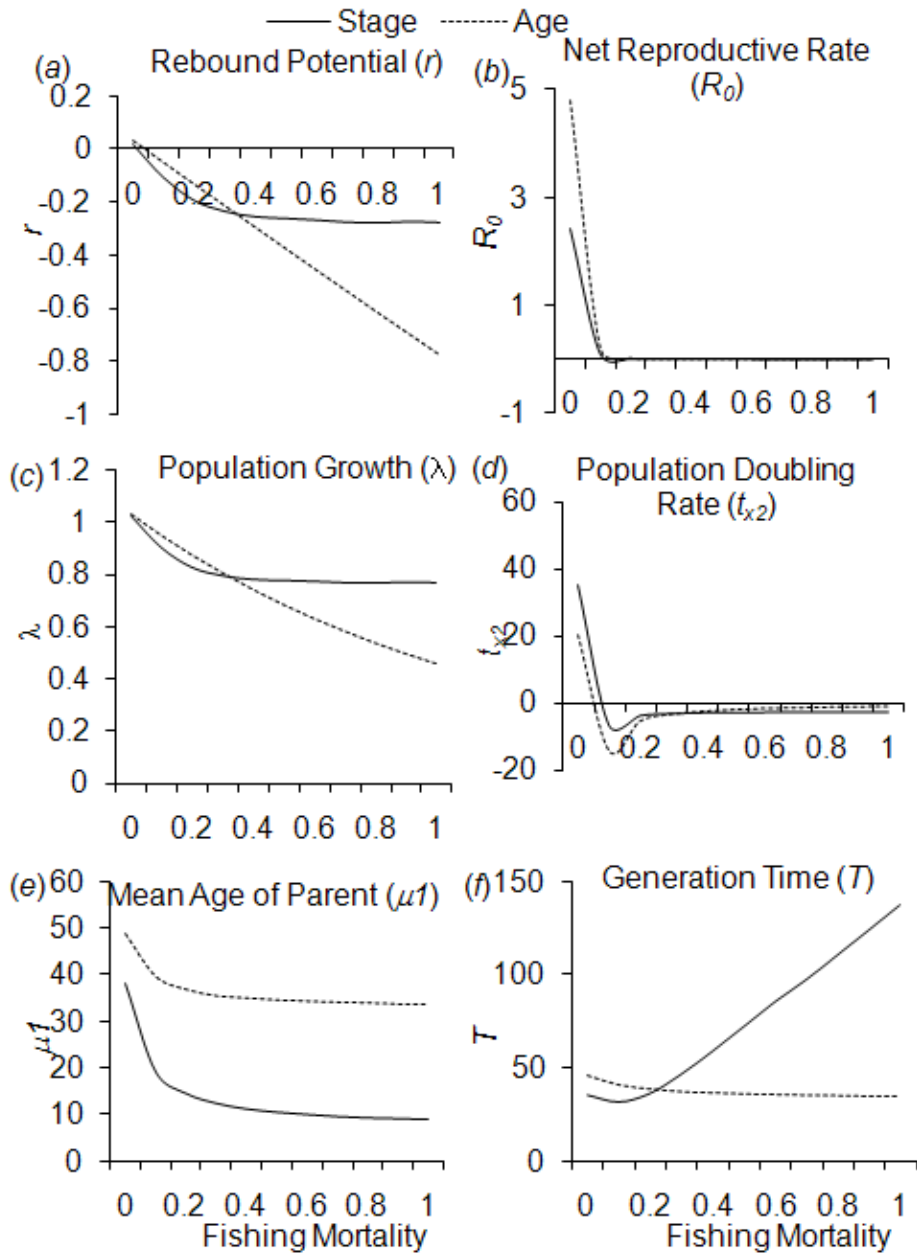 Stage Age
(a) Rebound Potential (r)
0.2
0
-0.2
-0.4
-0.6
-0.8
-1
r
0 0.2 0.4 0.6 0.8 1
(b) Net Reproductive Rate
(R0)
5
3
1
-1
R0
0 0.2 0.4 0.6 0.8 1
(c) Population Growth (λ)
1.2
1
0.8
0.6
0.4
0.2
0
λ
0 0.2 0.4 0.6 0.8 1
(d) Population Doubling
Rate (tx2)
60
40
20
0
-20
tx2
0 0.2 0.4 0.6 0.8 1
(e) Mean Age of Parent (μ1)
60
50
40
30
20
10
0
μ1
0 0.2 0.4 0.6 0.8 1
Fishing Mortality
(f) Generation Time (T)
150
100
50
0
T
0 0.2 0.4 0.6 0.8 1
Fishing Mortality